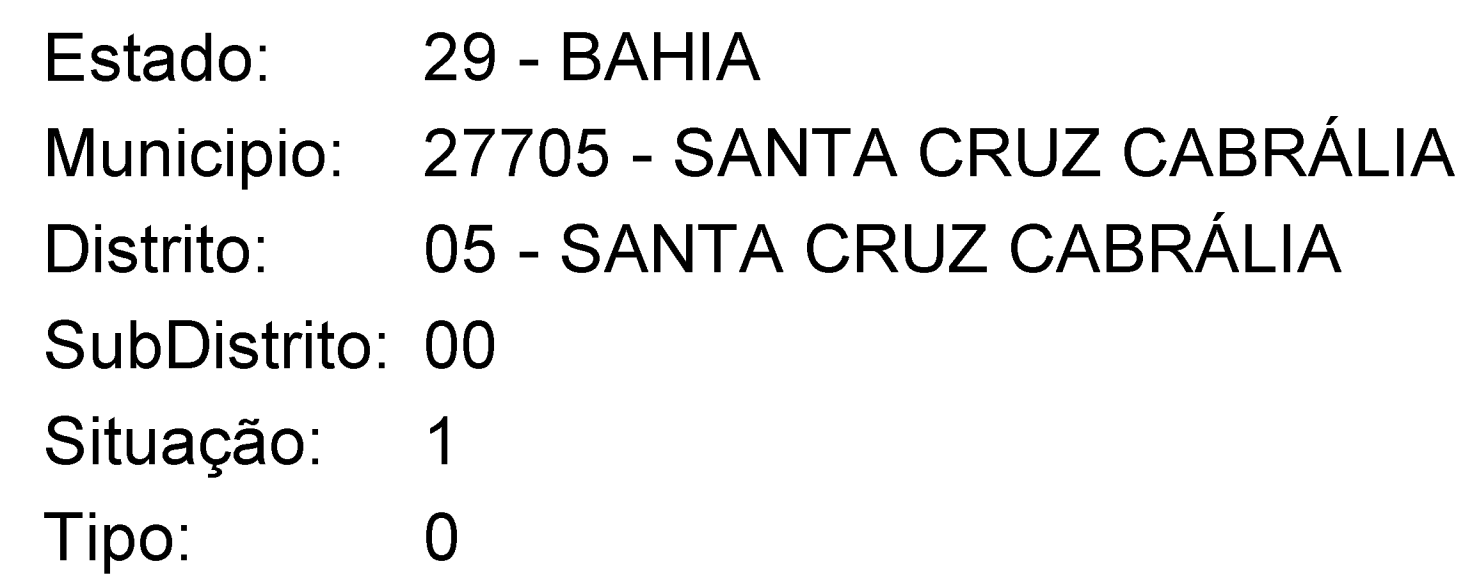 Estado: 29 - BAHIA
Municipio: 27705 - SANTA CRUZ CABRÁLIA
Distrito: 05 - SANTA CRUZ CABRÁLIA
SubDistrito: 00
Situação: 1
Tipo: 0